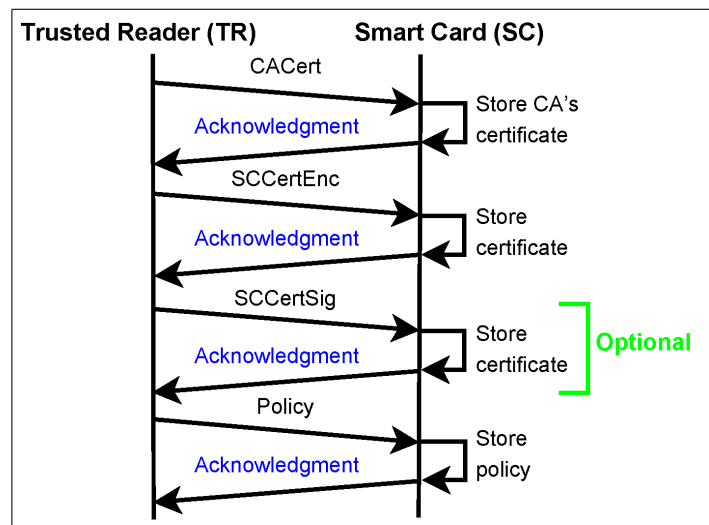 Trusted Reader (TR)
Smart Card (SC)
CACert
Store CA's
certificate
Acknowledgment
SCCertEnc
Store
certificate
Acknowledgment
SCCertSig
Store
certificate
Optional
Acknowledgment
Policy
Store
policy
Acknowledgment